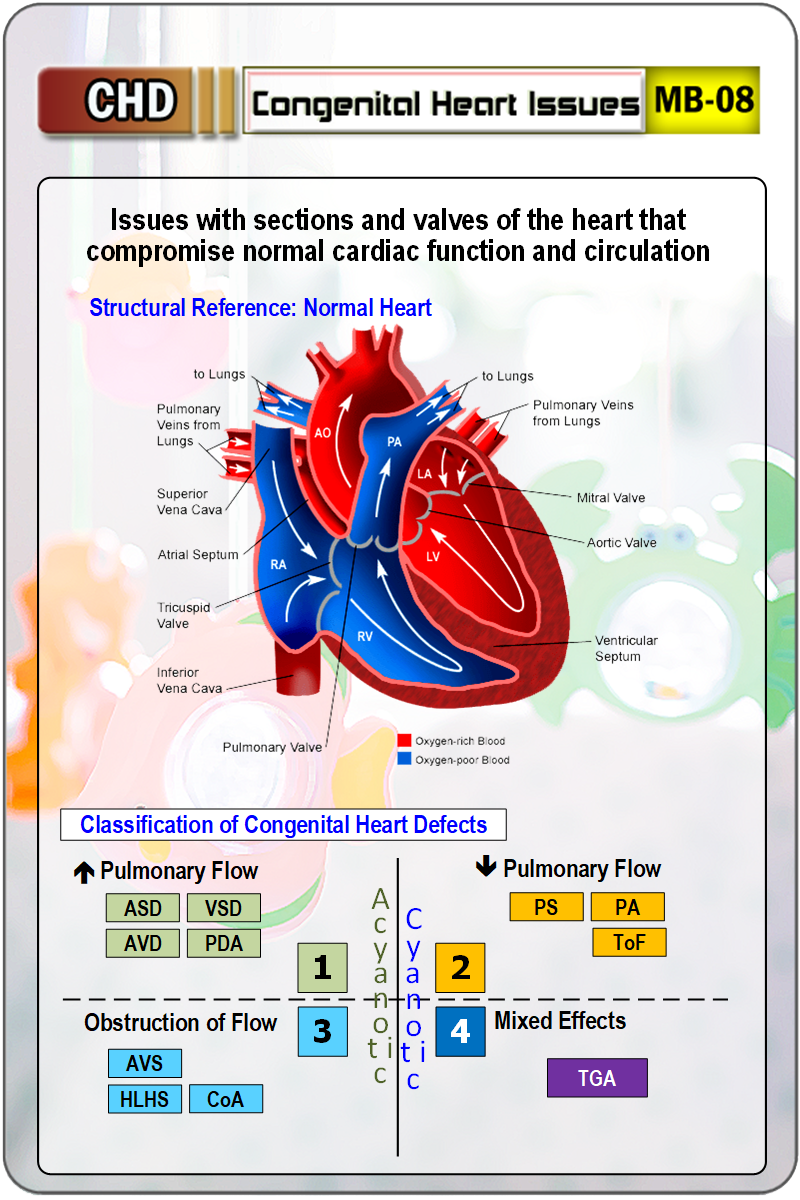 CHD
Congenital Heart Issues
MB-08
Issues with sections and valves of the heart that
compromise normal cardiac function and circulation
Structural Reference: Normal Heart
to Lungs
to Lungs
Pulmonary
Veins from
Lungs
Pulmonary Veins
from Lungs
AO
PA
LA
Superior
Vena Cava
Mitral Valve
Aortic Valve
Atrial Septum
RA
LV
Tricuspid
Valve
RV
Ventricular
Septum
Inferior
Vena Cava
Pulmonary Valve
Oxygen-rich Blood
Oxygen-poor Blood
Classification of Congenital Heart Defects
🡹 Pulmonary Flow
ASD
VSD
AVD
PDA
1
Acyanotic
Cyanotic
🡻 Pulmonary Flow
PS
PA
ToF
2
Obstruction of Flow
3
AVS
HLHS
CoA
4
Mixed Effects
TGA